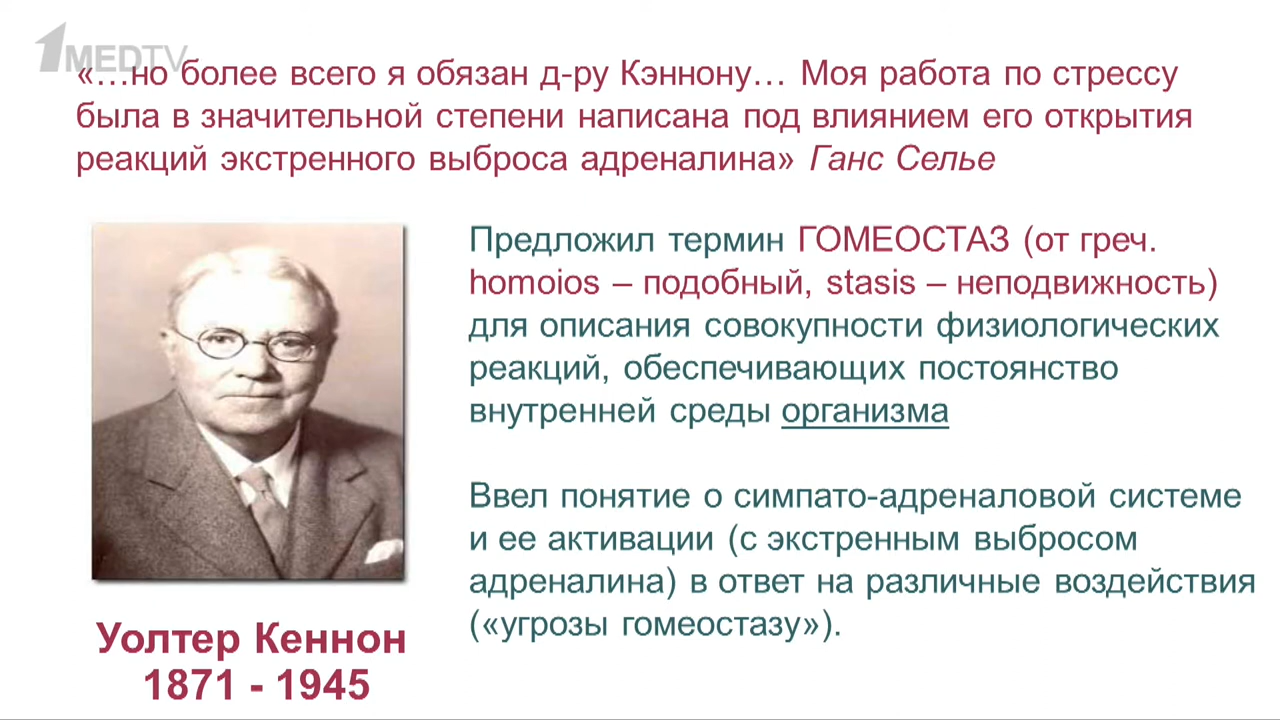 1MEDTV
«…но более всего я обязан д-ру Кэннону… Моя работа по стрессу
была в значительной степени написана под влиянием его открытия
реакций экстренного выброса адреналина» Ганс Селье
Предложил термин ГОМЕОСТАЗ (от греч.
homoios – подобный, stasis – неподвижность)
для описания совокупности физиологических
реакций, обеспечивающих постоянство
внутренней среды организма
Ввел понятие о симпато-адреналовой системе
и ее активации (с экстренным выбросом
адреналина) в ответ на различные воздействия
(«угрозы гомеостазу»).
Уолтер Кеннон
1871 - 1945